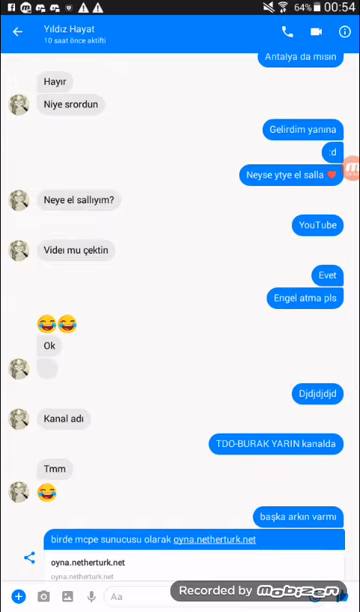 64% 00:54
Yıldız Hayat
10 saat önce aktifti
Antalya da mısın
Hayır
Niye srordun
Gelirdim yanına
:d
Neyse ytye el salla ❤
Neye el sallıyım?
YouTube
Videı mu çektin
Evet
Engel atma pls
😂😂
Ok
Djdjdjdjd
Kanal adı
TDO-BURAK YARIN kanalda
Tmm
😂
başka arkın varmı
birde mcpe sunucusu olarak oyna.netherturk.net
oyna.netherturk.net
oyna.netherturk.net
Aa
Recorded by Mobizen